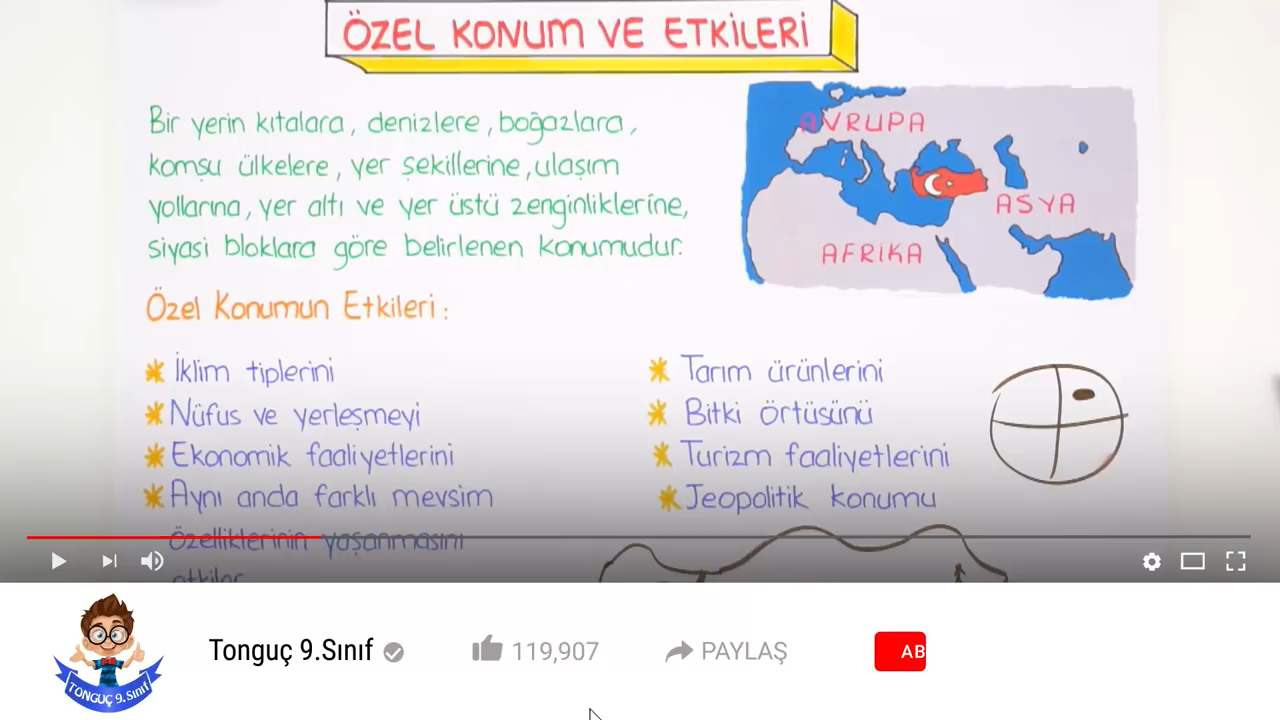 ÖZEL KONUM VE ETKİLERİ
Bir yerin kıtalara, denizlere, boğazlara,
komşu ülkelere, yer şekillerine, ulaşım
yollarına, yer altı ve yer üstü zenginliklerine,
siyasi bloklara göre belirlenen konumudur.
AVRUPA
ASYA
AFRİKA
Özel Konumun Etkileri:
İklim tiplerini
Nüfus ve yerleşmeyi
Ekonomik faaliyetlerini
Aynı anda farklı mevsim
özelliklerinin yaşanmasını
Tarım ürünlerini
Bitki örtüsünü
Turizm faaliyetlerini
Jeopolitik konumu
TONGUÇ 9.Sınıf
Tonguç 9.Sınıf
119,907
PAYLAŞ
AB